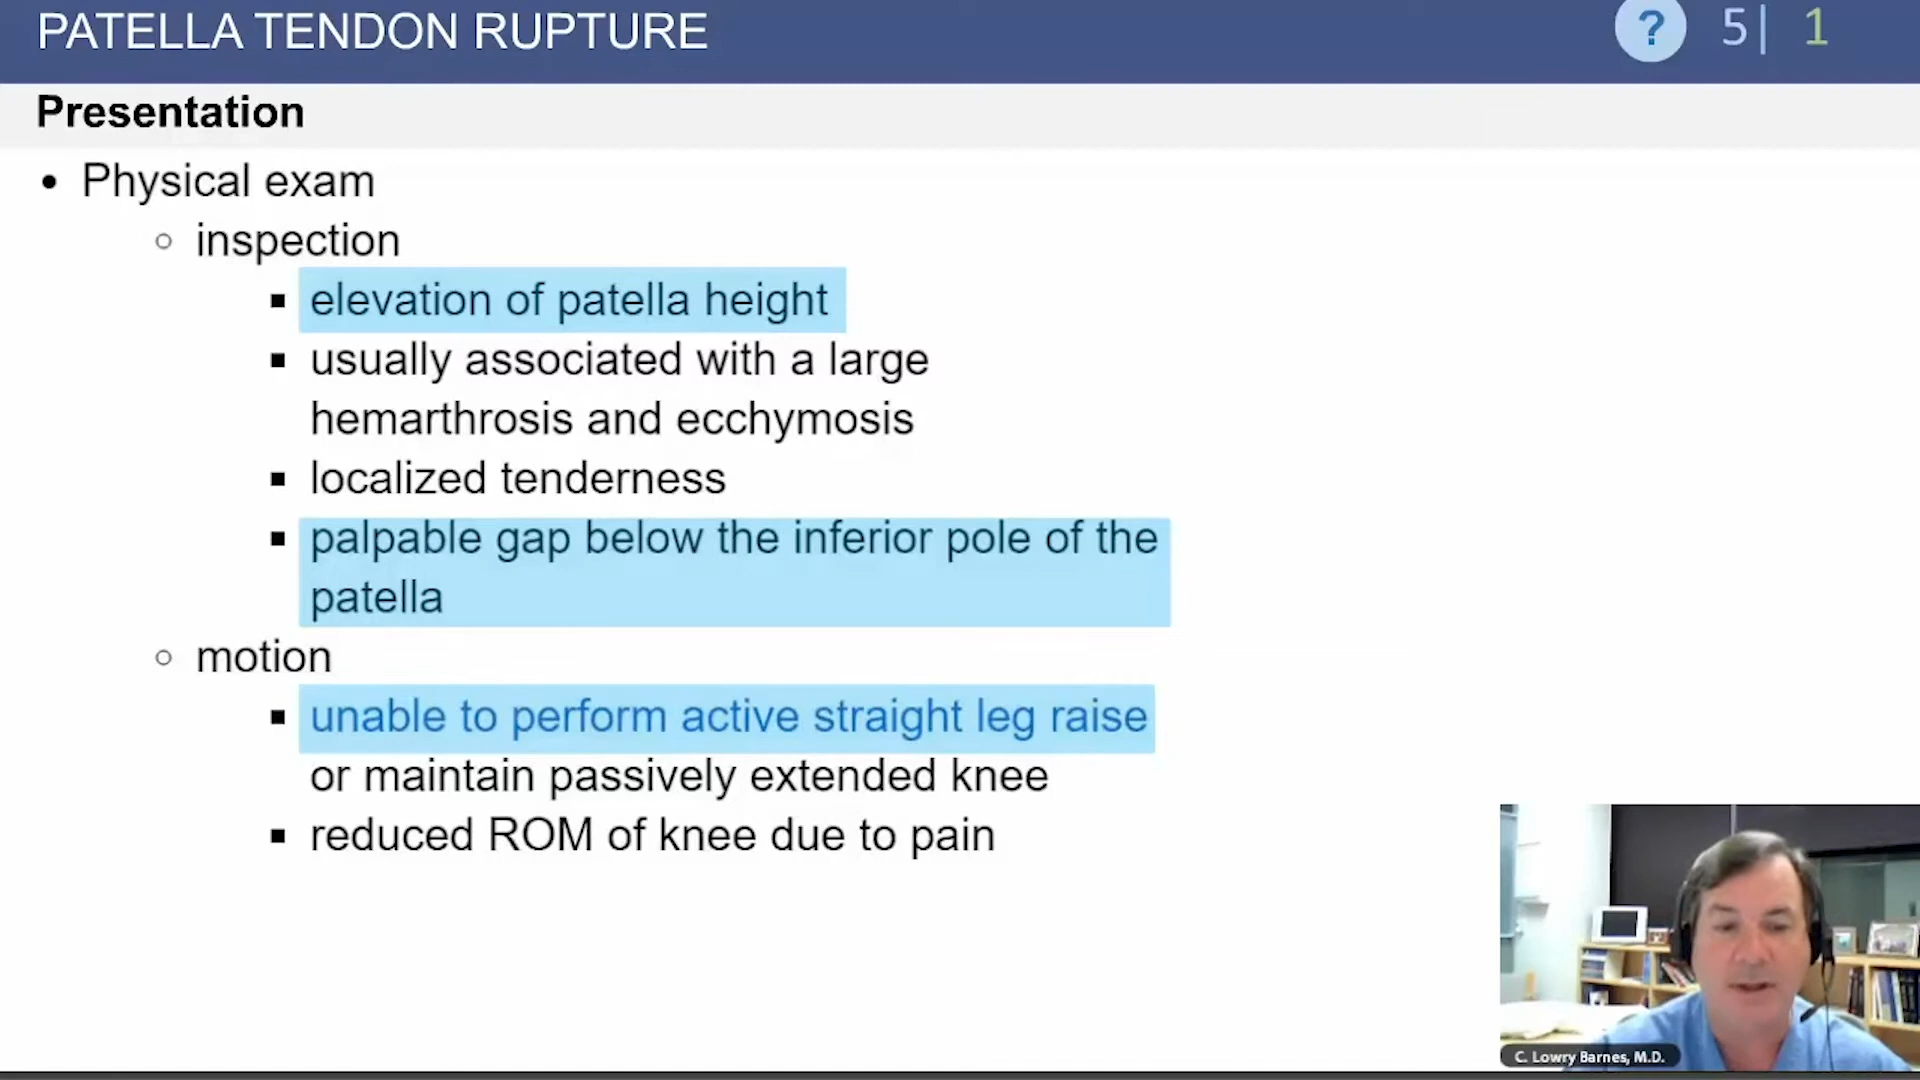 PATELLA TENDON RUPTURE
? 5| 1
Presentation
• Physical exam
○ inspection
▪ elevation of patella height
▪ usually associated with a large
hemarthrosis and ecchymosis
▪ localized tenderness
▪ palpable gap below the inferior pole of the
patella
○ motion
▪ unable to perform active straight leg raise
or maintain passively extended knee
▪ reduced ROM of knee due to pain
C. Lowry Barnes, M.D.